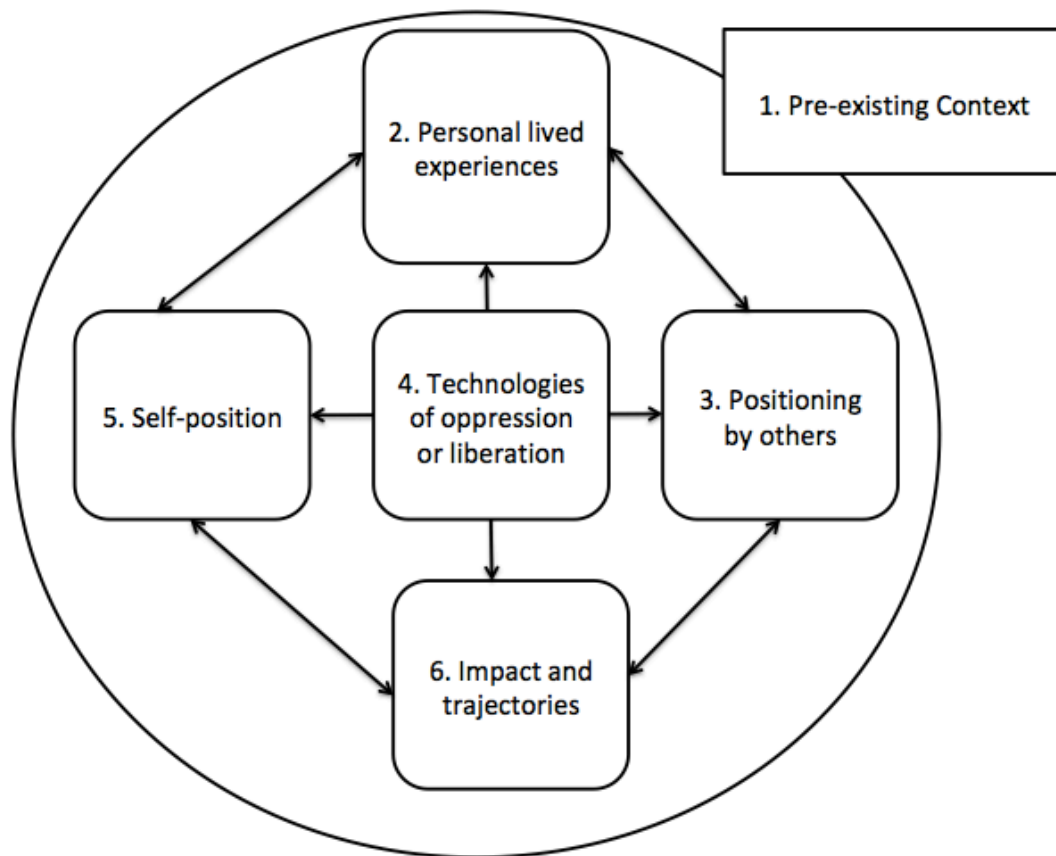 1. Pre-existing Context
2. Personal lived
experiences
5. Self-position
4. Technologies
of oppression
or liberation
3. Positioning
by others
6. Impact and
trajectories